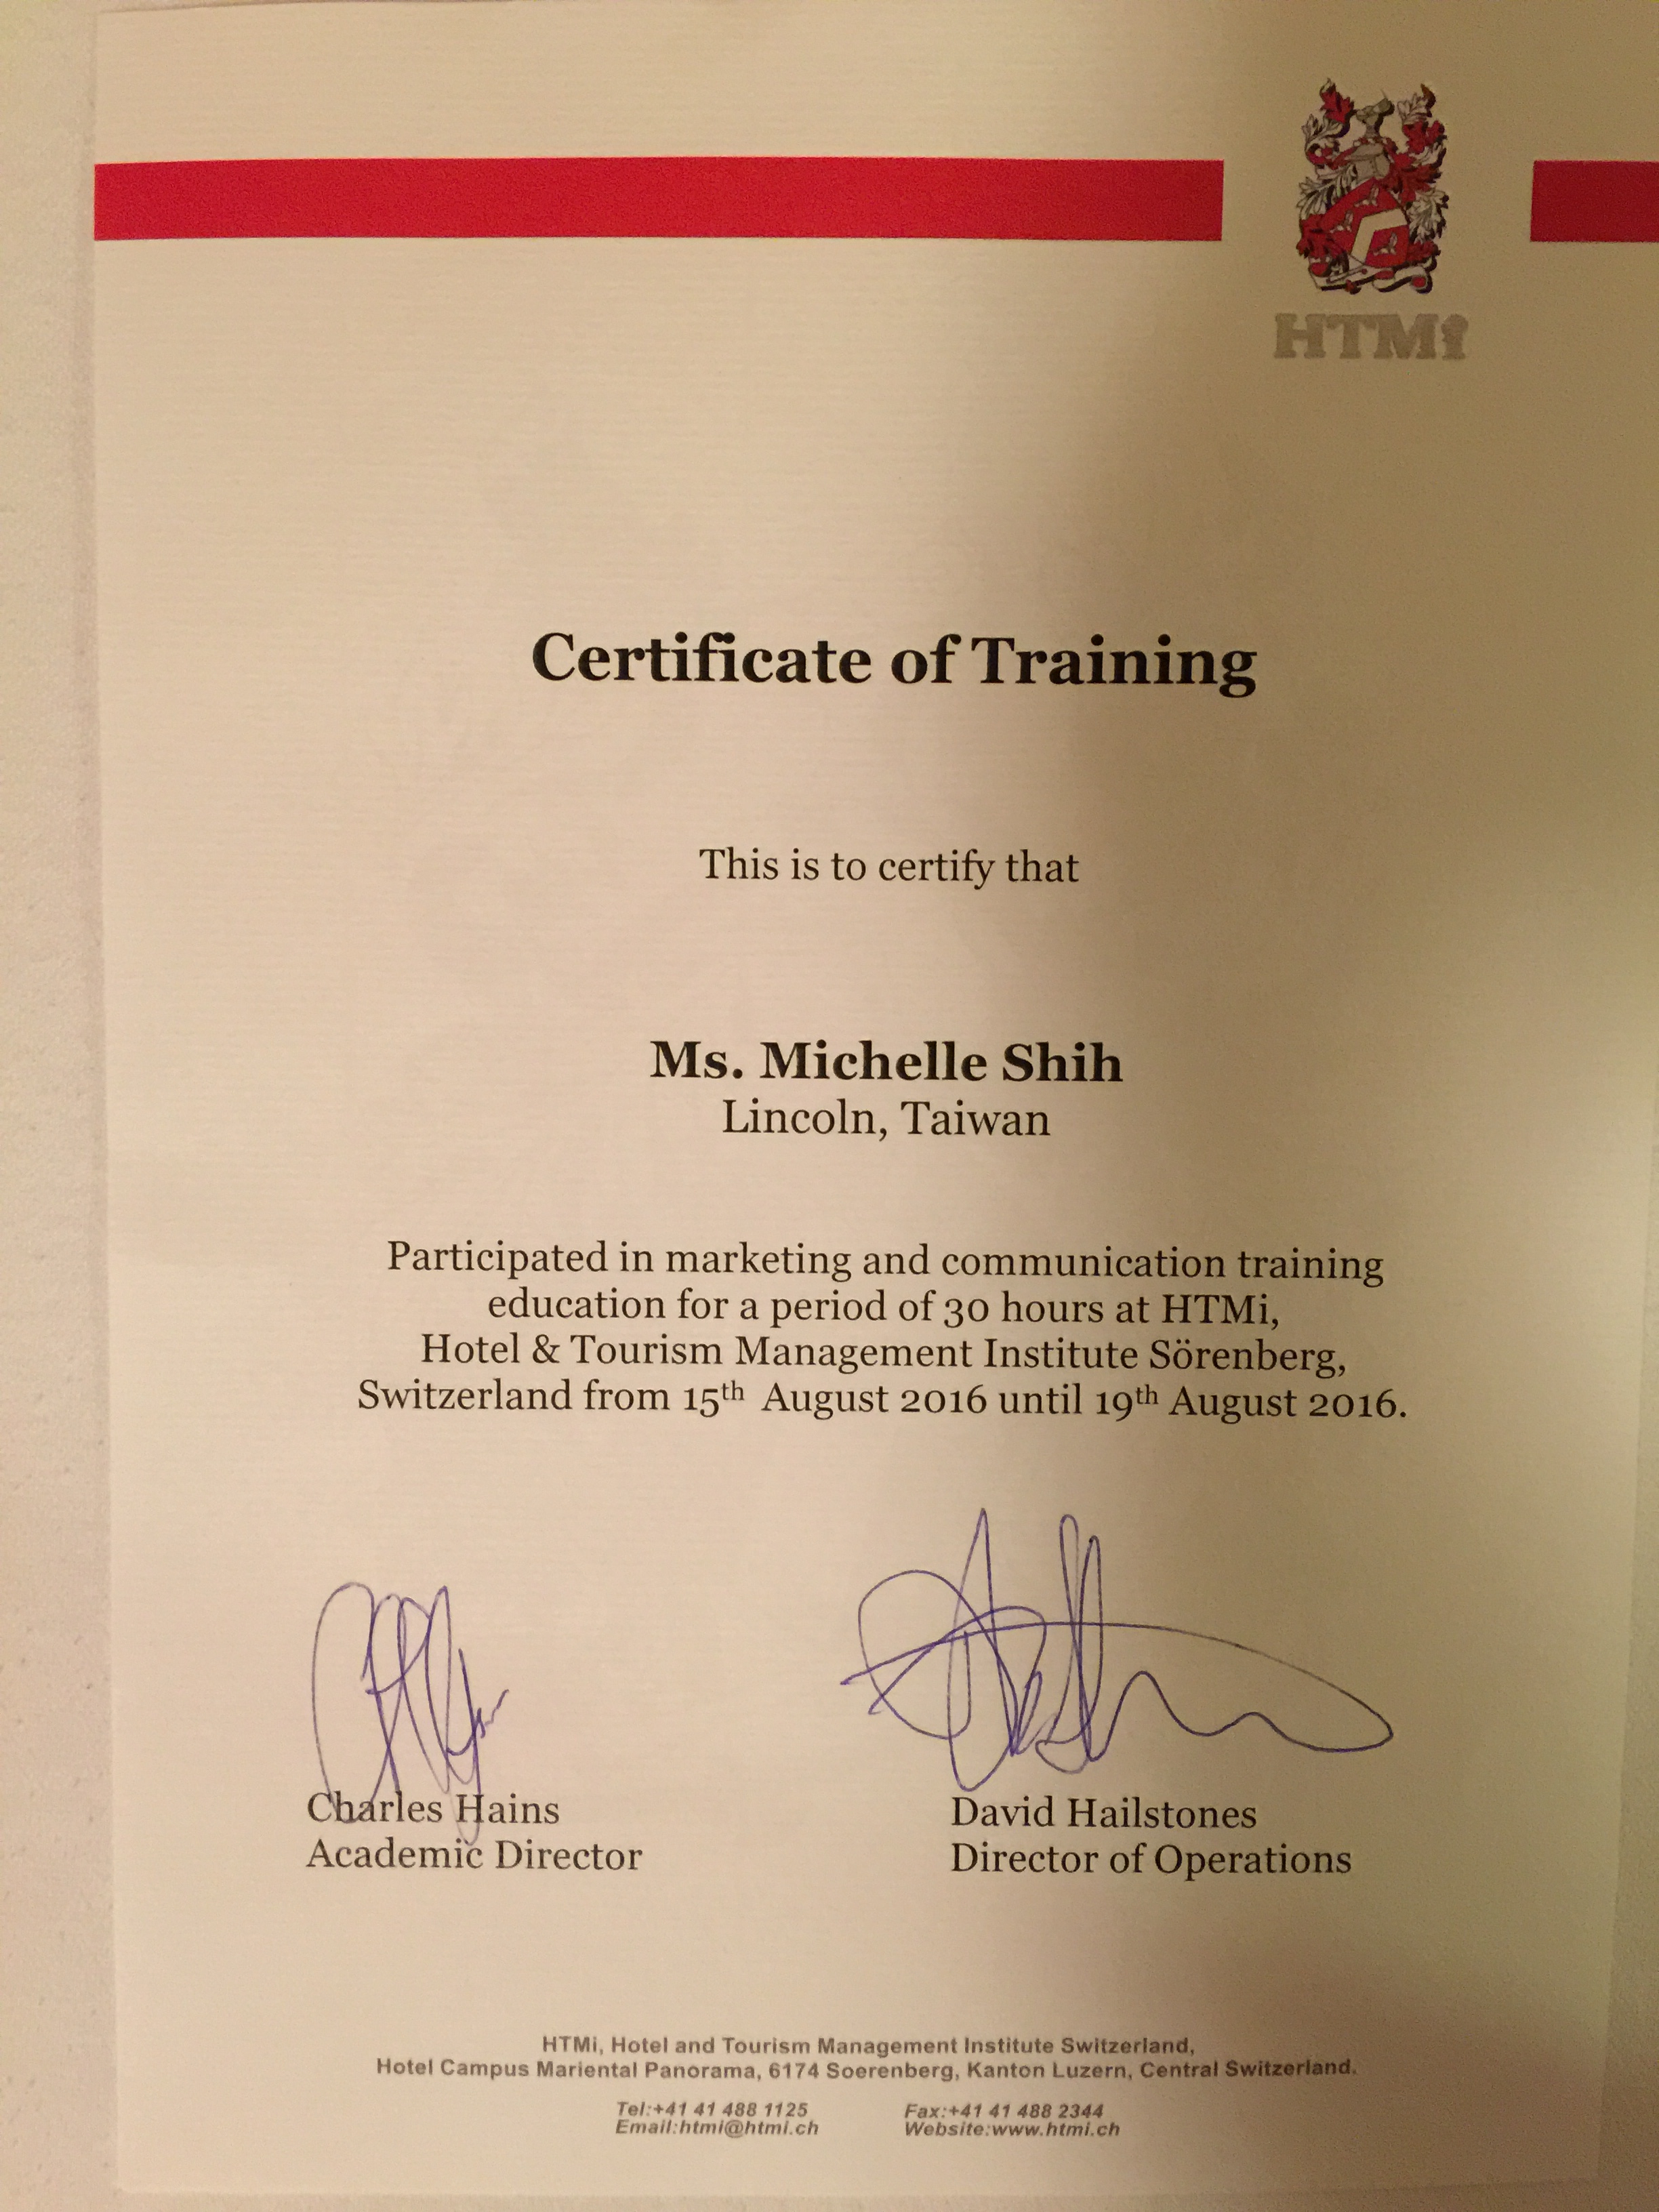 HTMi
Certificate of Training
This is to certify that
Ms. Michelle Shih
Lincoln, Taiwan
Participated in marketing and communication training
education for a period of 30 hours at HTMi,
Hotel & Tourism Management Institute Sörenberg,
Switzerland from 15th August 2016 until 19th August 2016.
Charles Hains
Academic Director
David Hailstones
Director of Operations
HTMi, Hotel and Tourism Management Institute Switzerland,
Hotel Campus Mariental Panorama, 6174 Soerenberg, Kanton Luzern, Central Switzerland.
Tel:+41 41 488 1125 Fax:+41 41 488 2344
Email:htmi@htmi.ch Website:www.htmi.ch